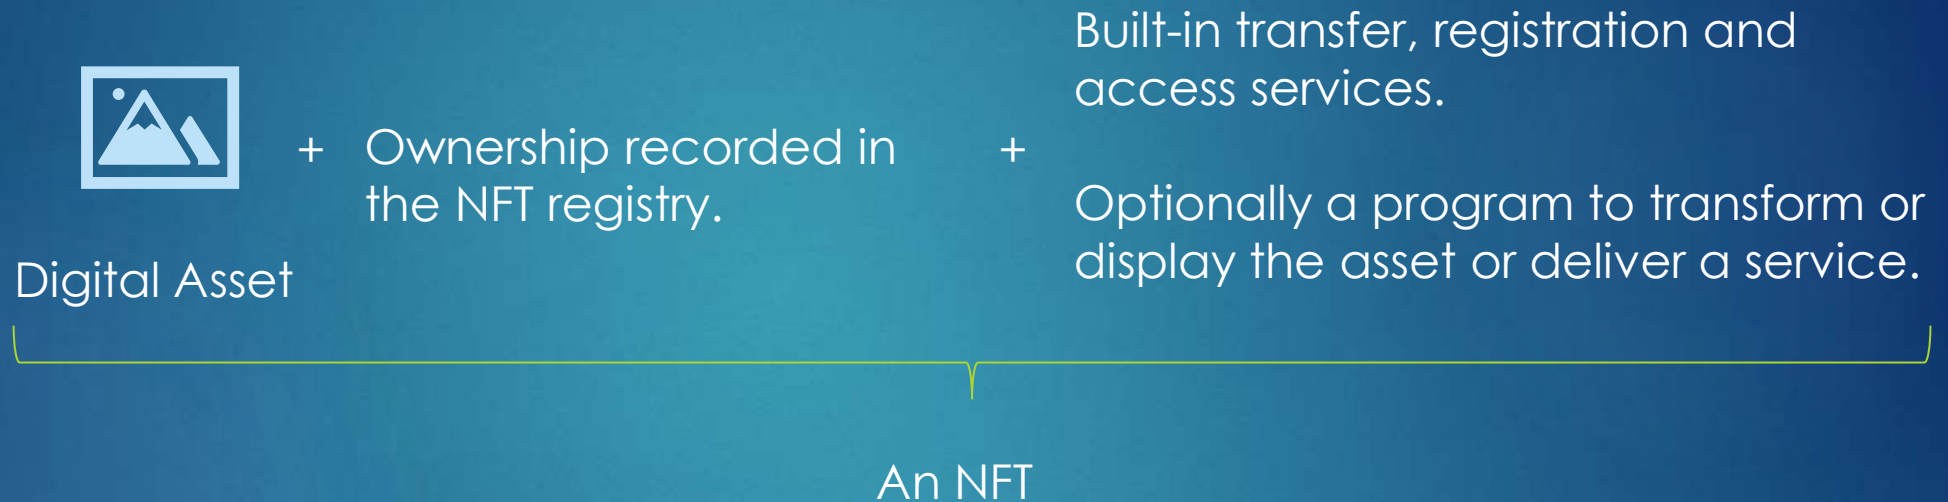 Digital Asset
+
Ownership recorded in
the NFT registry.
+
Built-in transfer, registration and
access services.
Optionally a program to transform or
display the asset or deliver a service.
An NFT